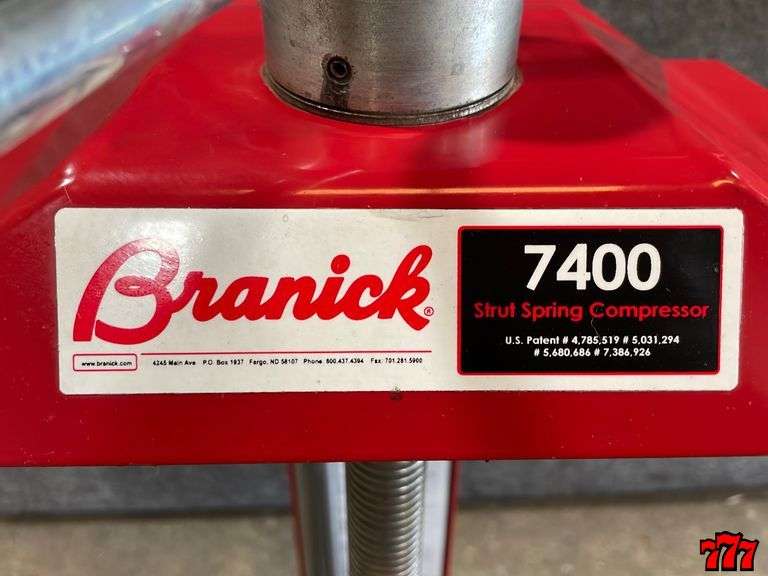 Branick®
www.branick.com
4245 Main Ave. P.O. Box 1937 Fargo, ND 58107 Phone 800.437.4394 Fax 701.281.5900
7400
Strut Spring Compressor
U.S. Patent # 4,785,519 # 5,031,294
# 5,680,686 # 7,386,926
777